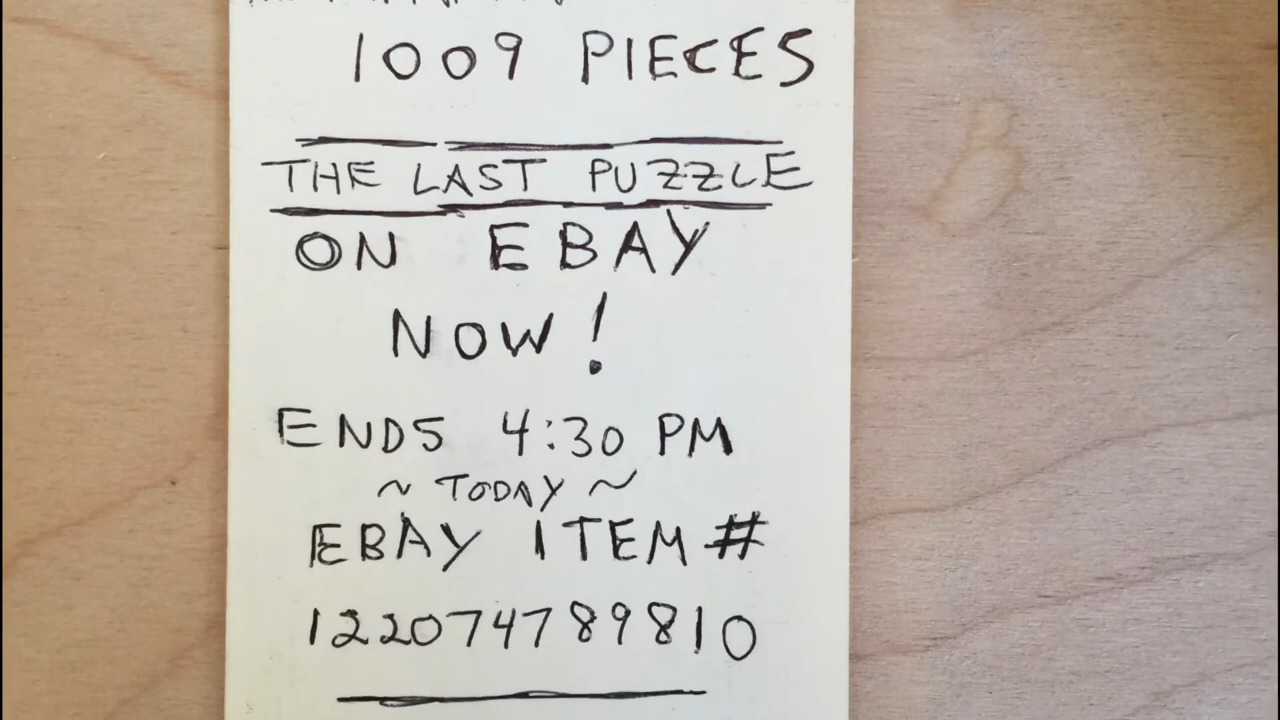 1009 PIECES
THE LAST PUZZLE
ON EBAY
NOW!
ENDS 4:30 PM
~ TODAY ~
EBAY ITEM #
122074789810